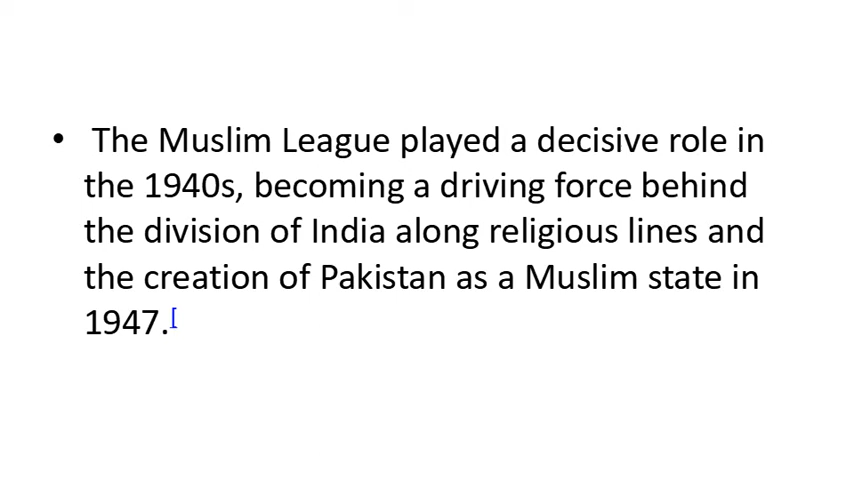 • The Muslim League played a decisive role in
the 1940s, becoming a driving force behind
the division of India along religious lines and
the creation of Pakistan as a Muslim state in
1947.[